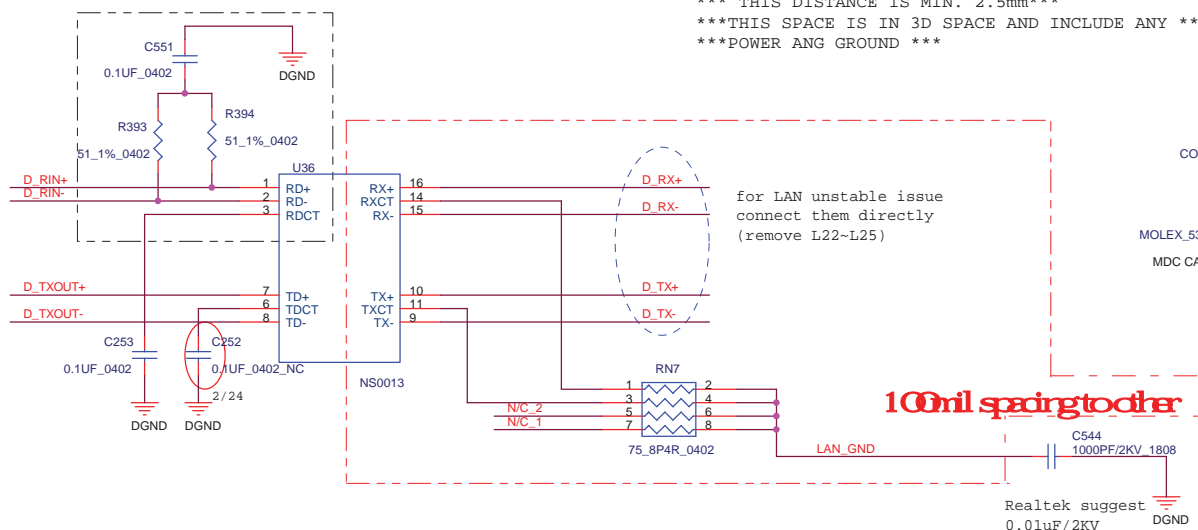 *** THIS DISTANCE IS MIN. 2.5mm***
***THIS SPACE IS IN 3D SPACE AND INCLUDE ANY **
***POWER ANG GROUND ***
C551
0.1UF_0402
DGND
R393
51_1%_0402
R394
51_1%_0402
U36
D_RIN+
D_RIN-
1
2
3
RD+
RD-
RDCT
RX+
RXCT
RX-
16
14
15
D_RX+
D_RX-
for LAN unstable issue
connect them directly
(remove L22~L25)
CO
MOLEX_53
MDC CA
D_TXOUT+
D_TXOUT-
7
6
8
TD+
TDCT
TD-
TX+
TXCT
TX-
10
11
9
D_TX+
D_TX-
C253
0.1UF_0402
DGND
C252
0.1UF_0402_NC
2/24
DGND
NS0013
RN7
1
3
5
7
2
4
6
8
N/C_2
N/C_1
75_8P4R_0402
LAN_GND
100mil spacing to other
C544
1000PF/2KV_1808
DGND
Realtek suggest
0.01uF/2KV